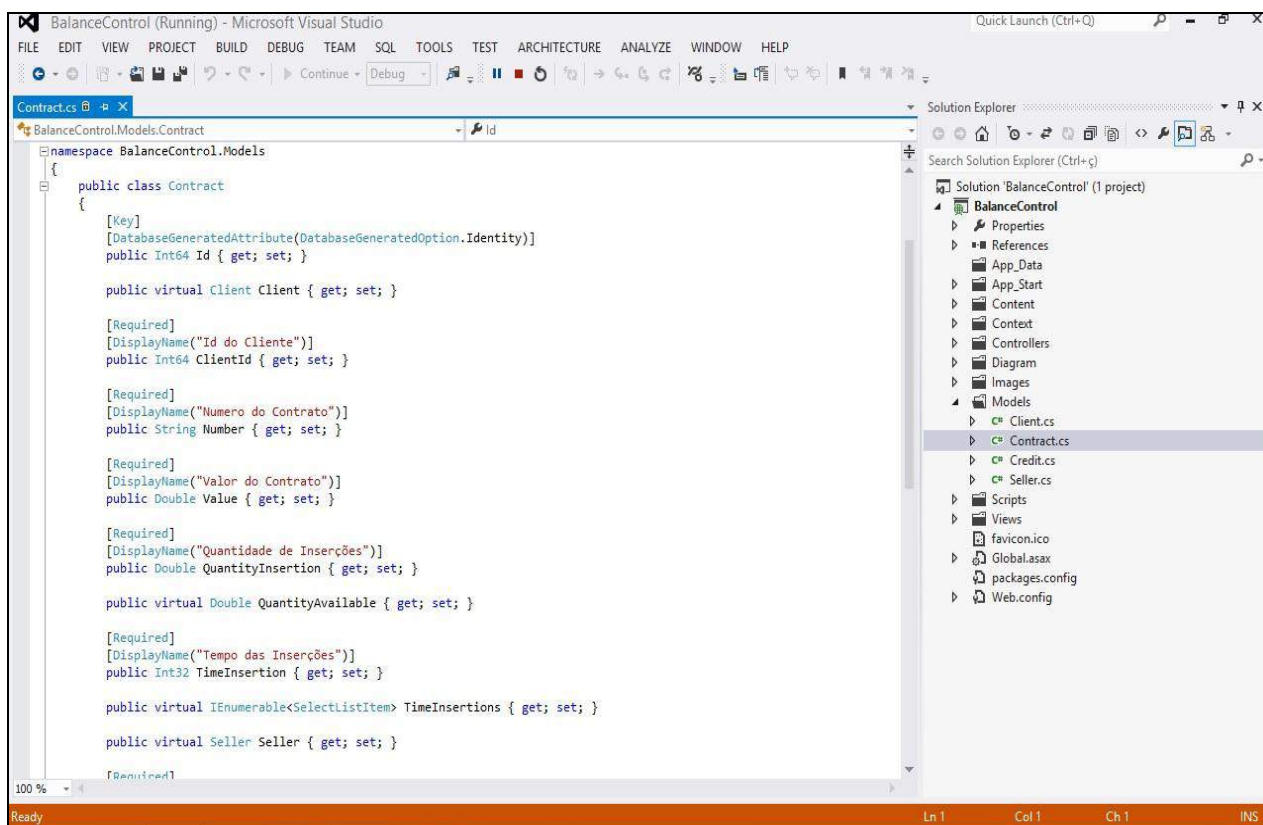 BalanceControl (Running) - Microsoft Visual Studio
Quick Launch (Ctrl+Q)
FILE EDIT VIEW PROJECT BUILD DEBUG TEAM SQL TOOLS TEST ARCHITECTURE ANALYZE WINDOW HELP
Continue Debug
Contract.cs
BalanceControl.Models.Contract
Id
namespace BalanceControl.Models
{
public class Contract
{
[Key]
[DatabaseGeneratedAttribute(DatabaseGeneratedOption.Identity)]
public Int64 Id { get; set; }
public virtual Client Client { get; set; }
[Required]
[DisplayName("Id do Cliente")]
public Int64 ClientId { get; set; }
[Required]
[DisplayName("Numero do Contrato")]
public String Number { get; set; }
[Required]
[DisplayName("Valor do Contrato")]
public Double Value { get; set; }
[Required]
[DisplayName("Quantidade de Inserções")]
public Double QuantityInsertion { get; set; }
public virtual Double QuantityAvailable { get; set; }
[Required]
[DisplayName("Tempo das Inserções")]
public Int32 TimeInsertion { get; set; }
public virtual IEnumerable<SelectListItem> TimeInsertions { get; set; }
public virtual Seller Seller { get; set; }
[Required]
100 %
Solution Explorer
Search Solution Explorer (Ctrl+ç)
Solution 'BalanceControl' (1 project)
BalanceControl
Properties
References
App_Data
App_Start
Content
Context
Controllers
Diagram
Images
Models
C# Client.cs
C# Contract.cs
C# Credit.cs
C# Seller.cs
Scripts
Views
favicon.ico
Global.asax
packages.config
Web.config
Ready
Ln 1 Col 1 Ch 1 INS